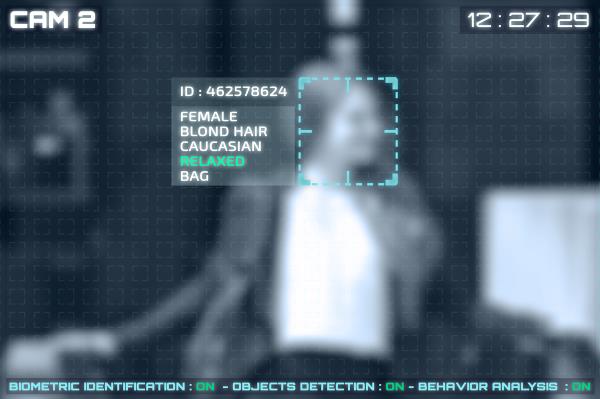 CAM 2
12 : 27 : 29
ID : 462578624
FEMALE
BLOND HAIR
CAUCASIAN
RELAXED
BAG
BIOMETRIC IDENTIFICATION : ON - OBJECTS DETECTION : ON - BEHAVIOR ANALYSIS : ON